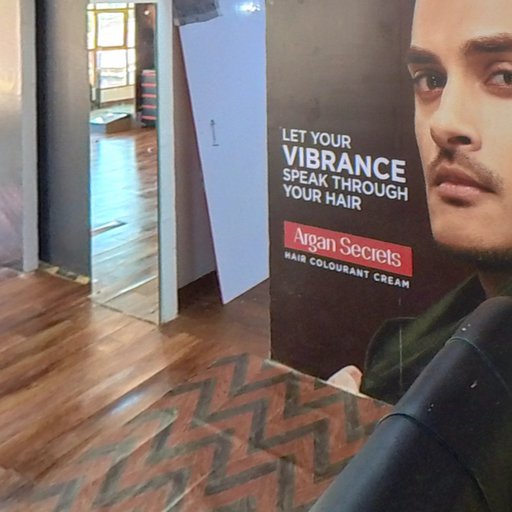 LET YOUR
VIBRANCE
SPEAK THROUGH
YOUR HAIR
Argan Secrets
HAIR COLOURANT CREAM